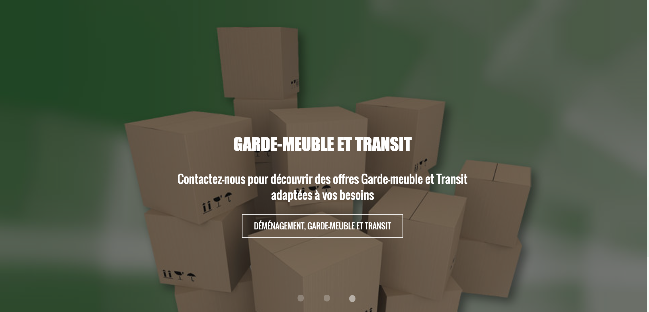 GARDE-MEUBLE ET TRANSIT
Contactez-nous pour découvrir des offres Garde-meuble et Transit
adaptées à vos besoins
DÉMÉNAGEMENT, GARDE-MEUBLE ET TRANSIT